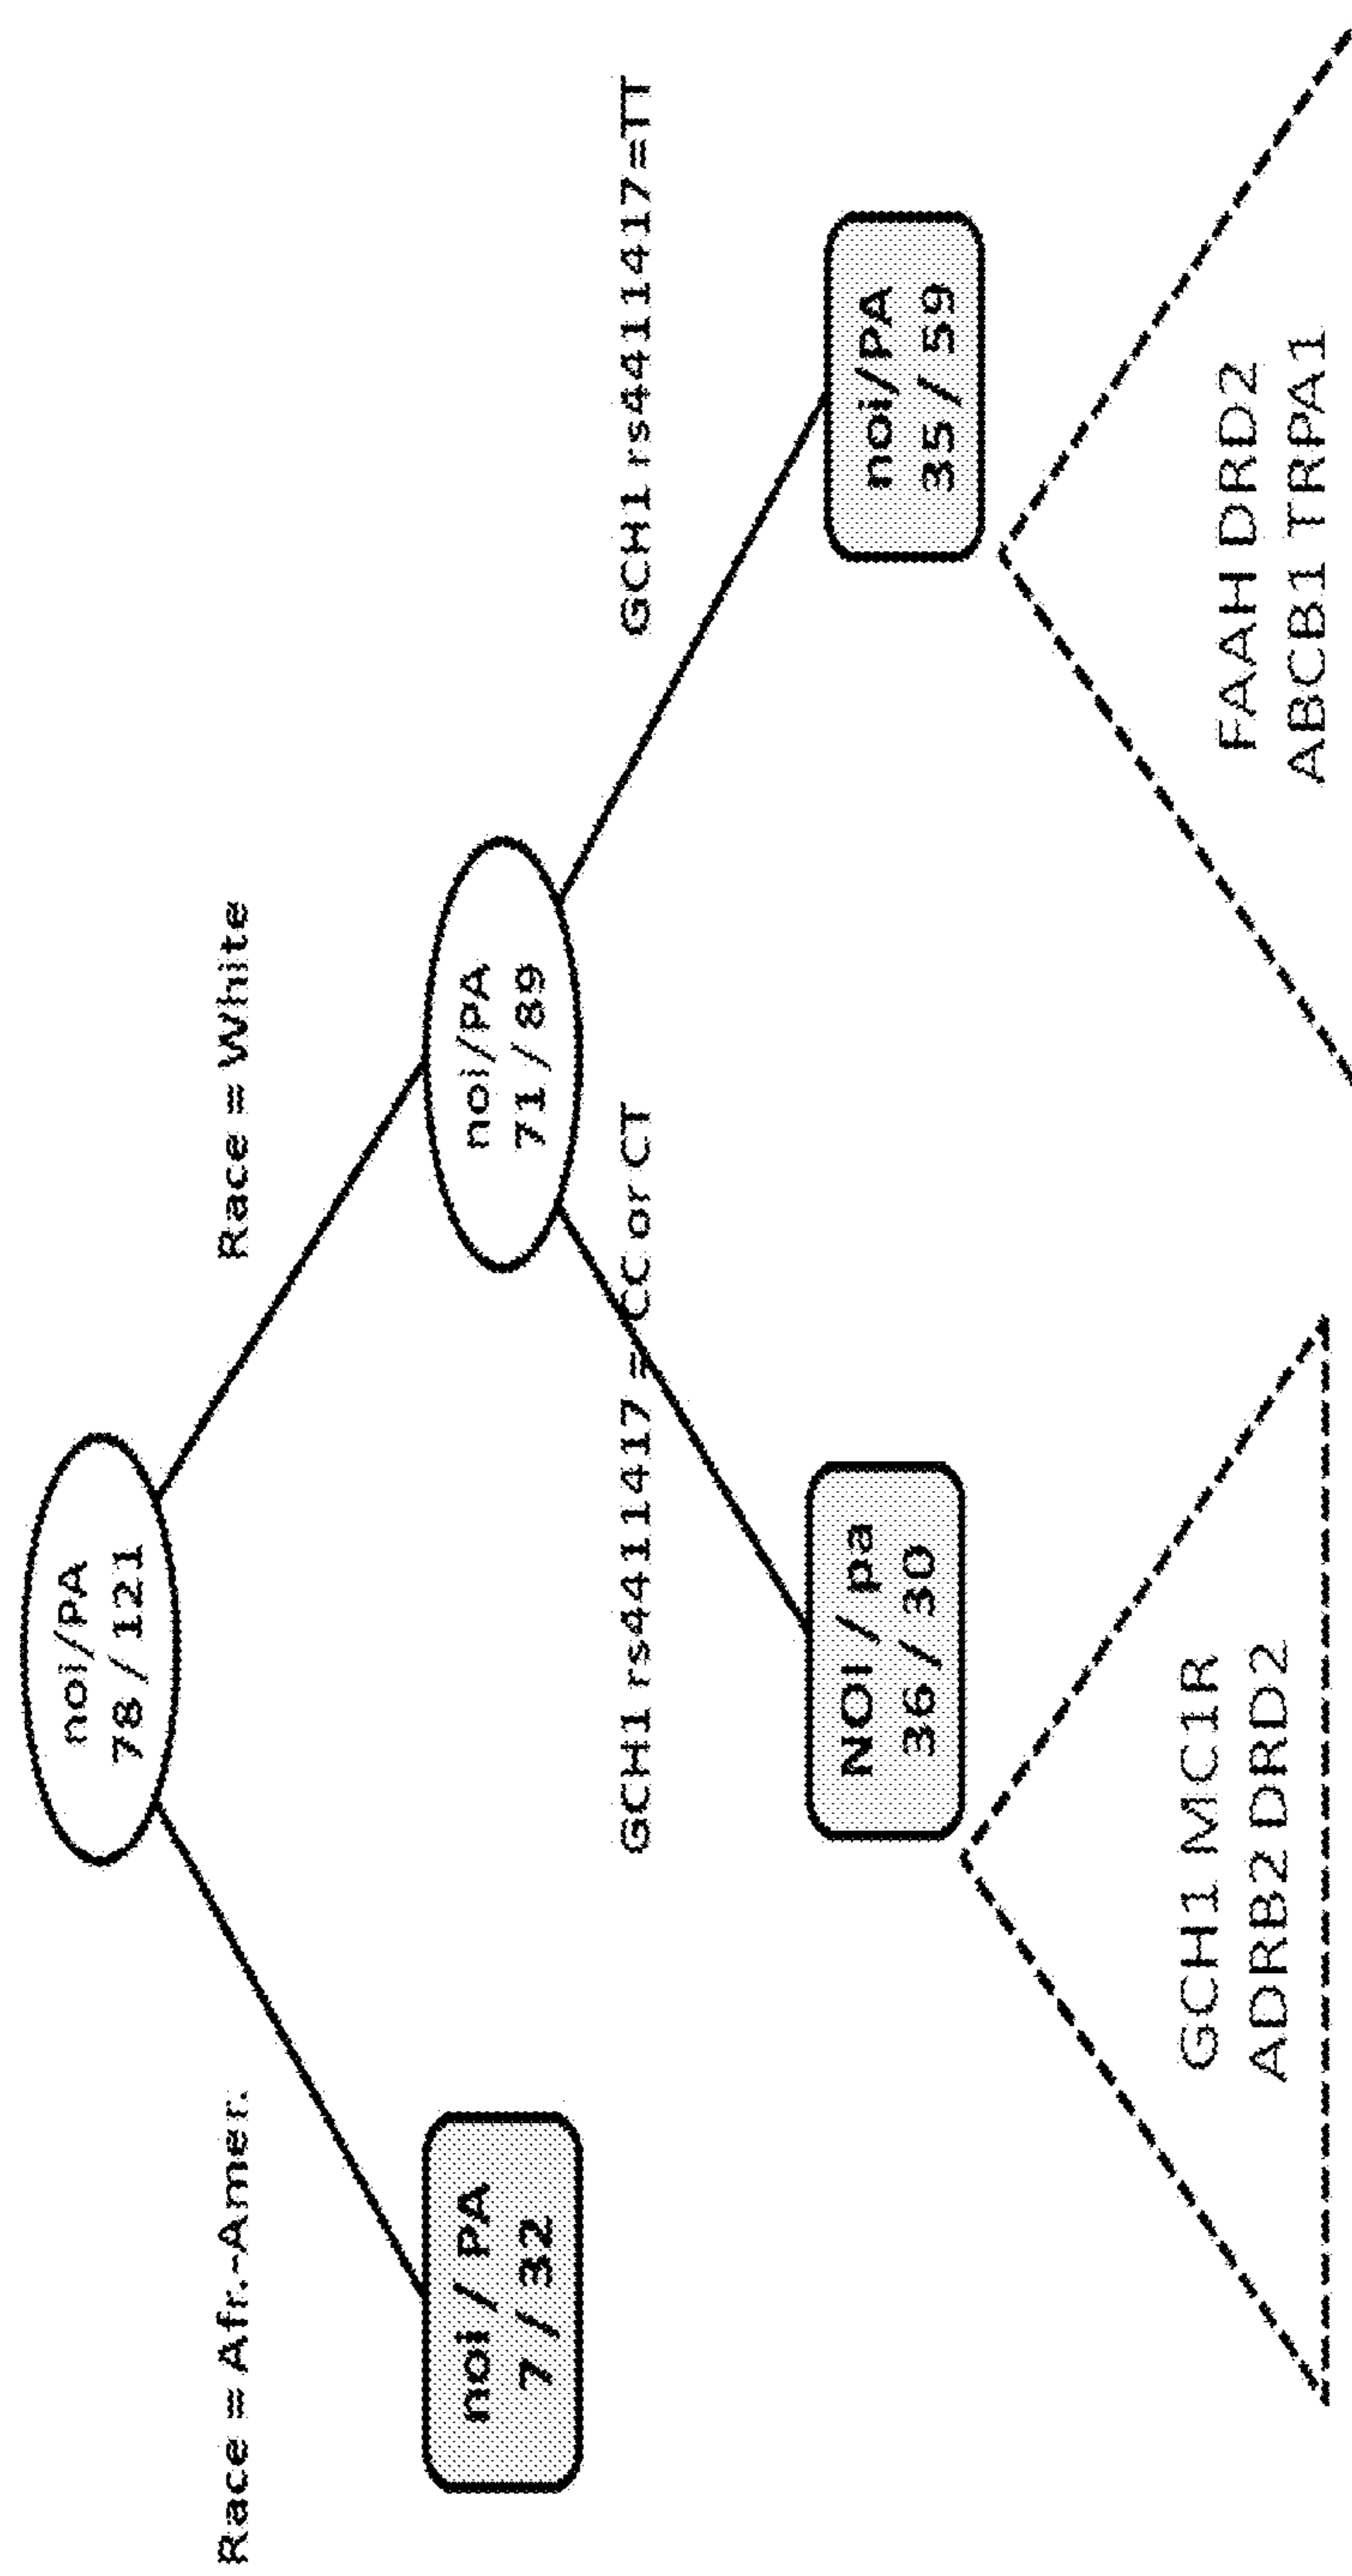 noi/PA
78 / 121
Race = Afr.-Amer.
Race = White
noi / PA
7 / 32
noi/PA
71 / 89
GCH1 rs4411417 = CC or CT
GCH1 rs4411417=TT
NOI / pa
36 / 30
noi/PA
35 / 59
GCH1 MC1R
ADRB2 DRD2
FAAH DRD2
ABCB1 TRPA1